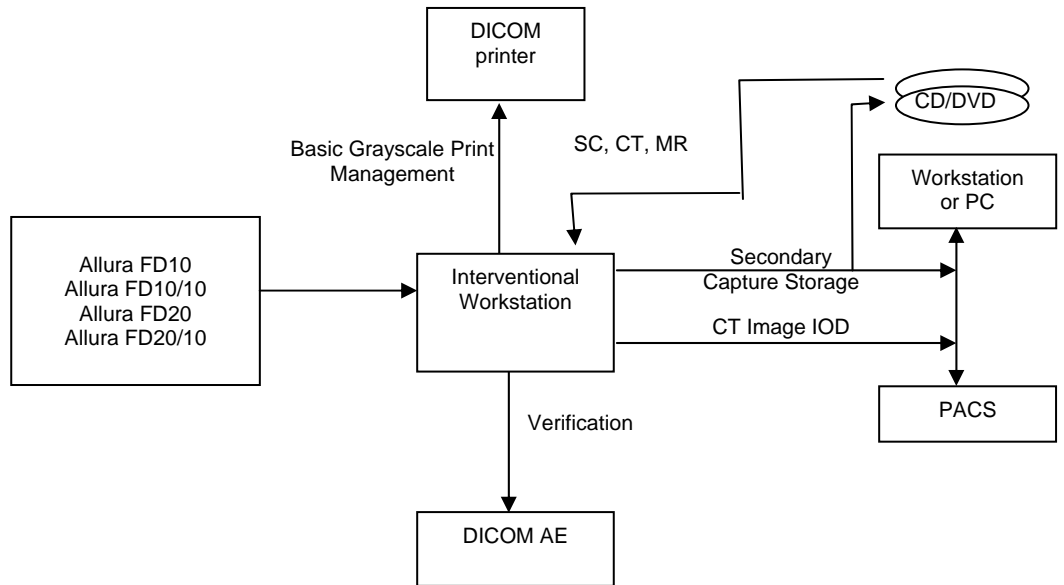 DICOM
printer
CD/DVD
Basic Grayscale Print
Management
SC, CT, MR
Workstation
or PC
Allura FD10
Allura FD10/10
Allura FD20
Allura FD20/10
Interventional
Workstation
Secondary
Capture Storage
CT Image IOD
PACS
Verification
DICOM AE